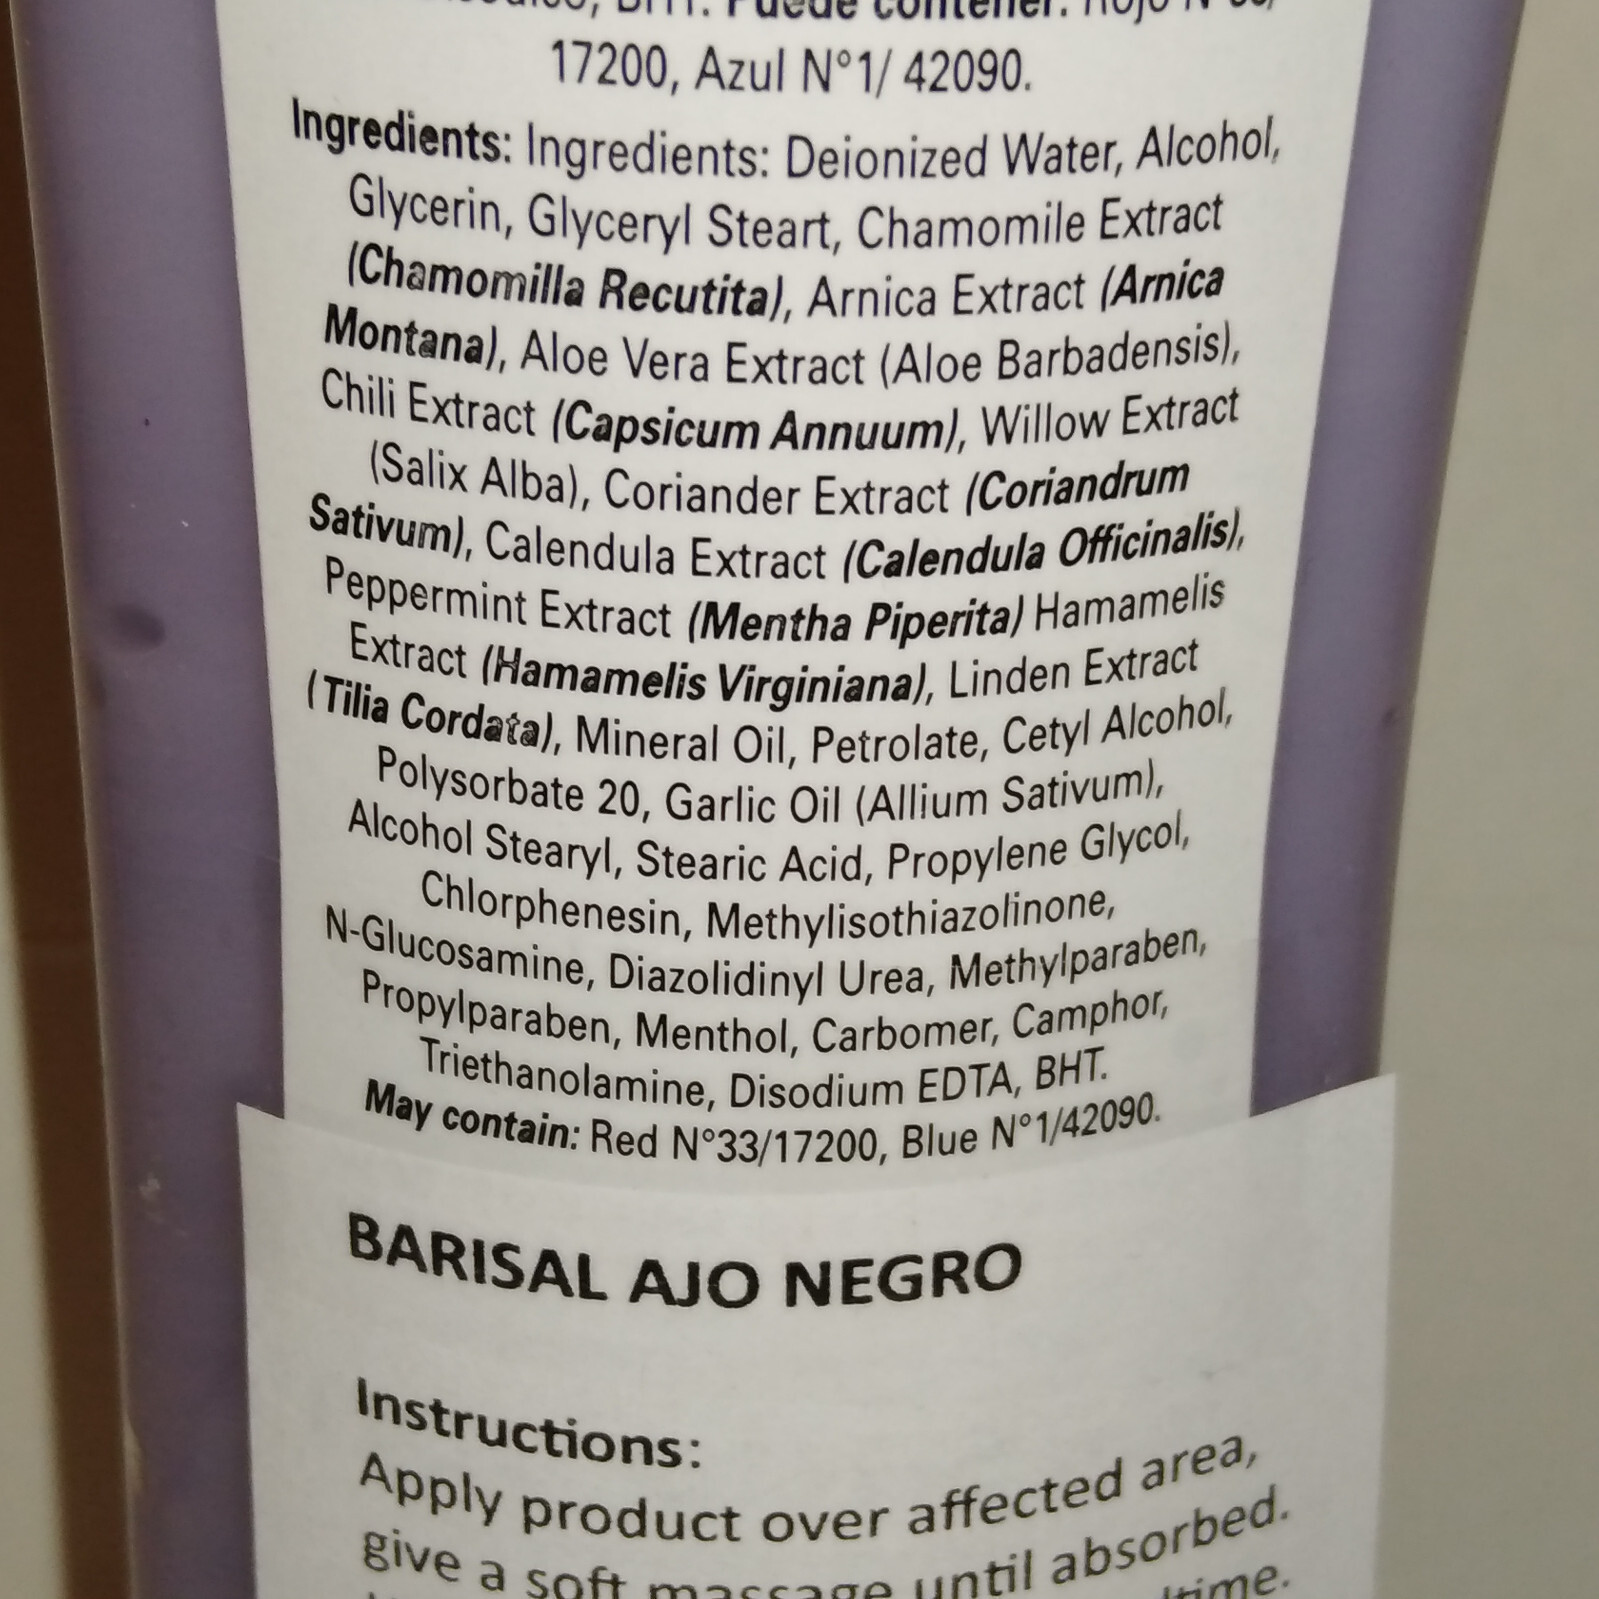 BHT. Puede contener: Rojo N°
17200, Azul N°1/ 42090.
Ingredients: Ingredients: Deionized Water, Alcohol,
Glycerin, Glyceryl Steart, Chamomile Extract
(Chamomilla Recutita), Arnica Extract (Arnica
Montana), Aloe Vera Extract (Aloe Barbadensis),
Chili Extract (Capsicum Annuum), Willow Extract
(Salix Alba), Coriander Extract (Coriandrum
Sativum), Calendula Extract (Calendula Officinalis),
Peppermint Extract (Mentha Piperita) Hamamelis
Extract (Hamamelis Virginiana), Linden Extract
(Tilia Cordata), Mineral Oil, Petrolate, Cetyl Alcohol,
Polysorbate 20, Garlic Oil (Allium Sativum),
Alcohol Stearyl, Stearic Acid, Propylene Glycol,
Chlorphenesin, Methylisothiazolinone,
N-Glucosamine, Diazolidinyl Urea, Methylparaben,
Propylparaben, Menthol, Carbomer, Camphor,
Triethanolamine, Disodium EDTA, BHT.
May contain: Red N°33/17200, Blue N°1/42090.
BARISAL AJO NEGRO
Instructions:
Apply product over affected area,
give a soft massage until absorbed.